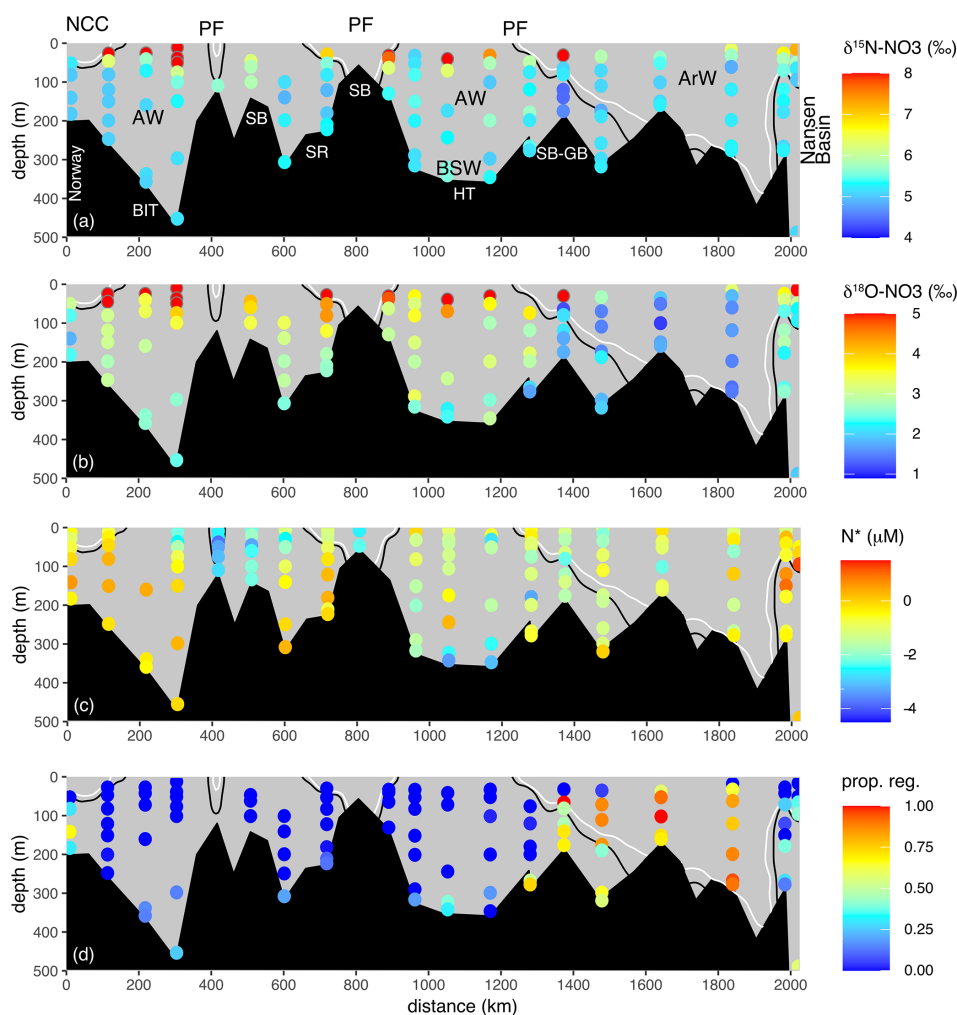 NCC PF PF PF
0
100
200
300
400
500
depth (m)
Norway
AW
BIT
SB
SR
SB
AW
BSW
HT
SB-GB
ArW
Nansen
Basin
(a)
0 200 400 600 800 1000 1200 1400 1600 1800 2000
δ¹⁵N-NO3 (‰)
8
7
6
5
4
0
100
200
300
400
500
depth (m)
(b)
0 200 400 600 800 1000 1200 1400 1600 1800 2000
δ¹⁸O-NO3 (‰)
5
4
3
2
1
0
100
200
300
400
500
depth (m)
(c)
0 200 400 600 800 1000 1200 1400 1600 1800 2000
N* (μM)
0
-2
-4
0
100
200
300
400
500
depth (m)
(d)
0 200 400 600 800 1000 1200 1400 1600 1800 2000
distance (km)
prop. reg.
1.00
0.75
0.50
0.25
0.00